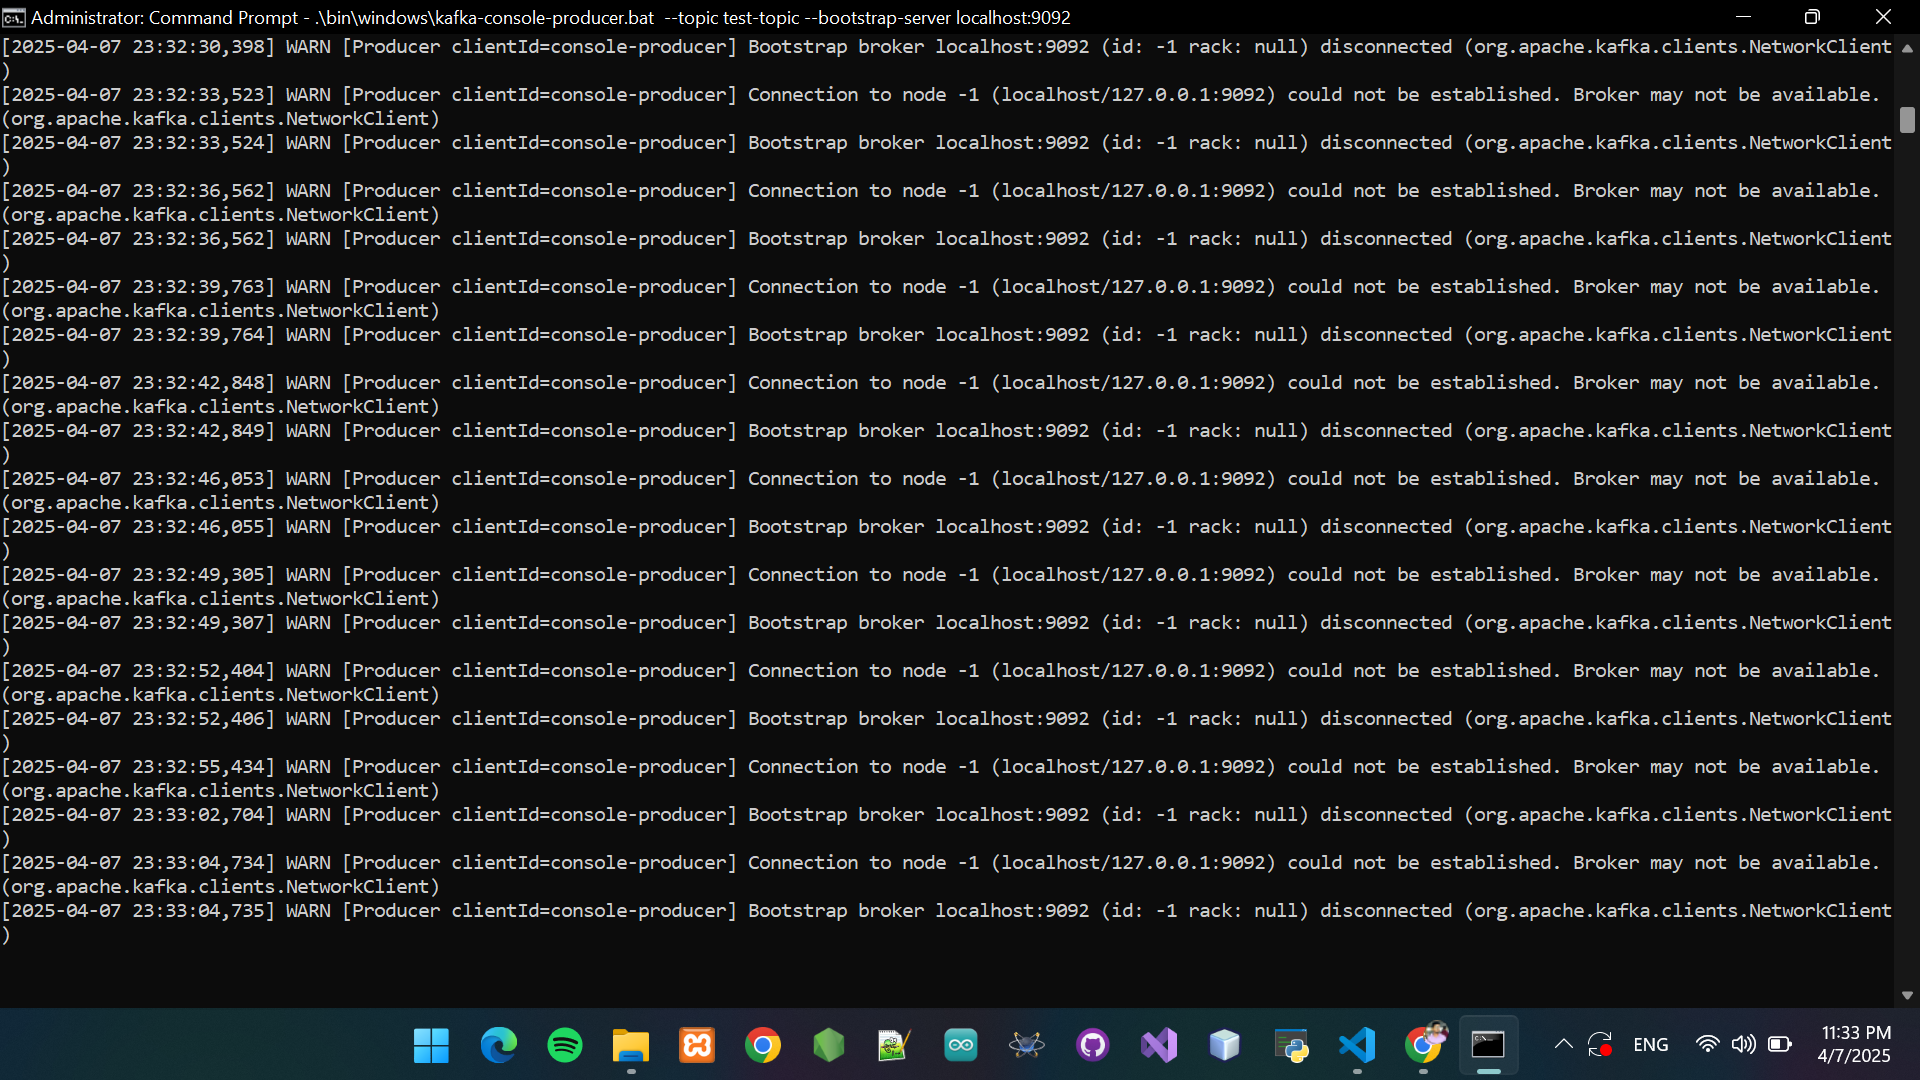 Administrator: Command Prompt - .\bin\windows\kafka-console-producer.bat  --topic test-topic --bootstrap-server localhost:9092
[2025-04-07 23:32:30,398] WARN [Producer clientId=console-producer] Bootstrap broker localhost:9092 (id: -1 rack: null) disconnected (org.apache.kafka.clients.NetworkClient
)
[2025-04-07 23:32:33,523] WARN [Producer clientId=console-producer] Connection to node -1 (localhost/127.0.0.1:9092) could not be established. Broker may not be available.
(org.apache.kafka.clients.NetworkClient)
[2025-04-07 23:32:33,524] WARN [Producer clientId=console-producer] Bootstrap broker localhost:9092 (id: -1 rack: null) disconnected (org.apache.kafka.clients.NetworkClient
)
[2025-04-07 23:32:36,562] WARN [Producer clientId=console-producer] Connection to node -1 (localhost/127.0.0.1:9092) could not be established. Broker may not be available.
(org.apache.kafka.clients.NetworkClient)
[2025-04-07 23:32:36,562] WARN [Producer clientId=console-producer] Bootstrap broker localhost:9092 (id: -1 rack: null) disconnected (org.apache.kafka.clients.NetworkClient
)
[2025-04-07 23:32:39,763] WARN [Producer clientId=console-producer] Connection to node -1 (localhost/127.0.0.1:9092) could not be established. Broker may not be available.
(org.apache.kafka.clients.NetworkClient)
[2025-04-07 23:32:39,764] WARN [Producer clientId=console-producer] Bootstrap broker localhost:9092 (id: -1 rack: null) disconnected (org.apache.kafka.clients.NetworkClient
)
[2025-04-07 23:32:42,848] WARN [Producer clientId=console-producer] Connection to node -1 (localhost/127.0.0.1:9092) could not be established. Broker may not be available.
(org.apache.kafka.clients.NetworkClient)
[2025-04-07 23:32:42,849] WARN [Producer clientId=console-producer] Bootstrap broker localhost:9092 (id: -1 rack: null) disconnected (org.apache.kafka.clients.NetworkClient
)
[2025-04-07 23:32:46,053] WARN [Producer clientId=console-producer] Connection to node -1 (localhost/127.0.0.1:9092) could not be established. Broker may not be available.
(org.apache.kafka.clients.NetworkClient)
[2025-04-07 23:32:46,055] WARN [Producer clientId=console-producer] Bootstrap broker localhost:9092 (id: -1 rack: null) disconnected (org.apache.kafka.clients.NetworkClient
)
[2025-04-07 23:32:49,305] WARN [Producer clientId=console-producer] Connection to node -1 (localhost/127.0.0.1:9092) could not be established. Broker may not be available.
(org.apache.kafka.clients.NetworkClient)
[2025-04-07 23:32:49,307] WARN [Producer clientId=console-producer] Bootstrap broker localhost:9092 (id: -1 rack: null) disconnected (org.apache.kafka.clients.NetworkClient
)
[2025-04-07 23:32:52,404] WARN [Producer clientId=console-producer] Connection to node -1 (localhost/127.0.0.1:9092) could not be established. Broker may not be available.
(org.apache.kafka.clients.NetworkClient)
[2025-04-07 23:32:52,406] WARN [Producer clientId=console-producer] Bootstrap broker localhost:9092 (id: -1 rack: null) disconnected (org.apache.kafka.clients.NetworkClient
)
[2025-04-07 23:32:55,434] WARN [Producer clientId=console-producer] Connection to node -1 (localhost/127.0.0.1:9092) could not be established. Broker may not be available.
(org.apache.kafka.clients.NetworkClient)
[2025-04-07 23:33:02,704] WARN [Producer clientId=console-producer] Bootstrap broker localhost:9092 (id: -1 rack: null) disconnected (org.apache.kafka.clients.NetworkClient
)
[2025-04-07 23:33:04,734] WARN [Producer clientId=console-producer] Connection to node -1 (localhost/127.0.0.1:9092) could not be established. Broker may not be available.
(org.apache.kafka.clients.NetworkClient)
[2025-04-07 23:33:04,735] WARN [Producer clientId=console-producer] Bootstrap broker localhost:9092 (id: -1 rack: null) disconnected (org.apache.kafka.clients.NetworkClient
)
ENG
11:33 PM
4/7/2025